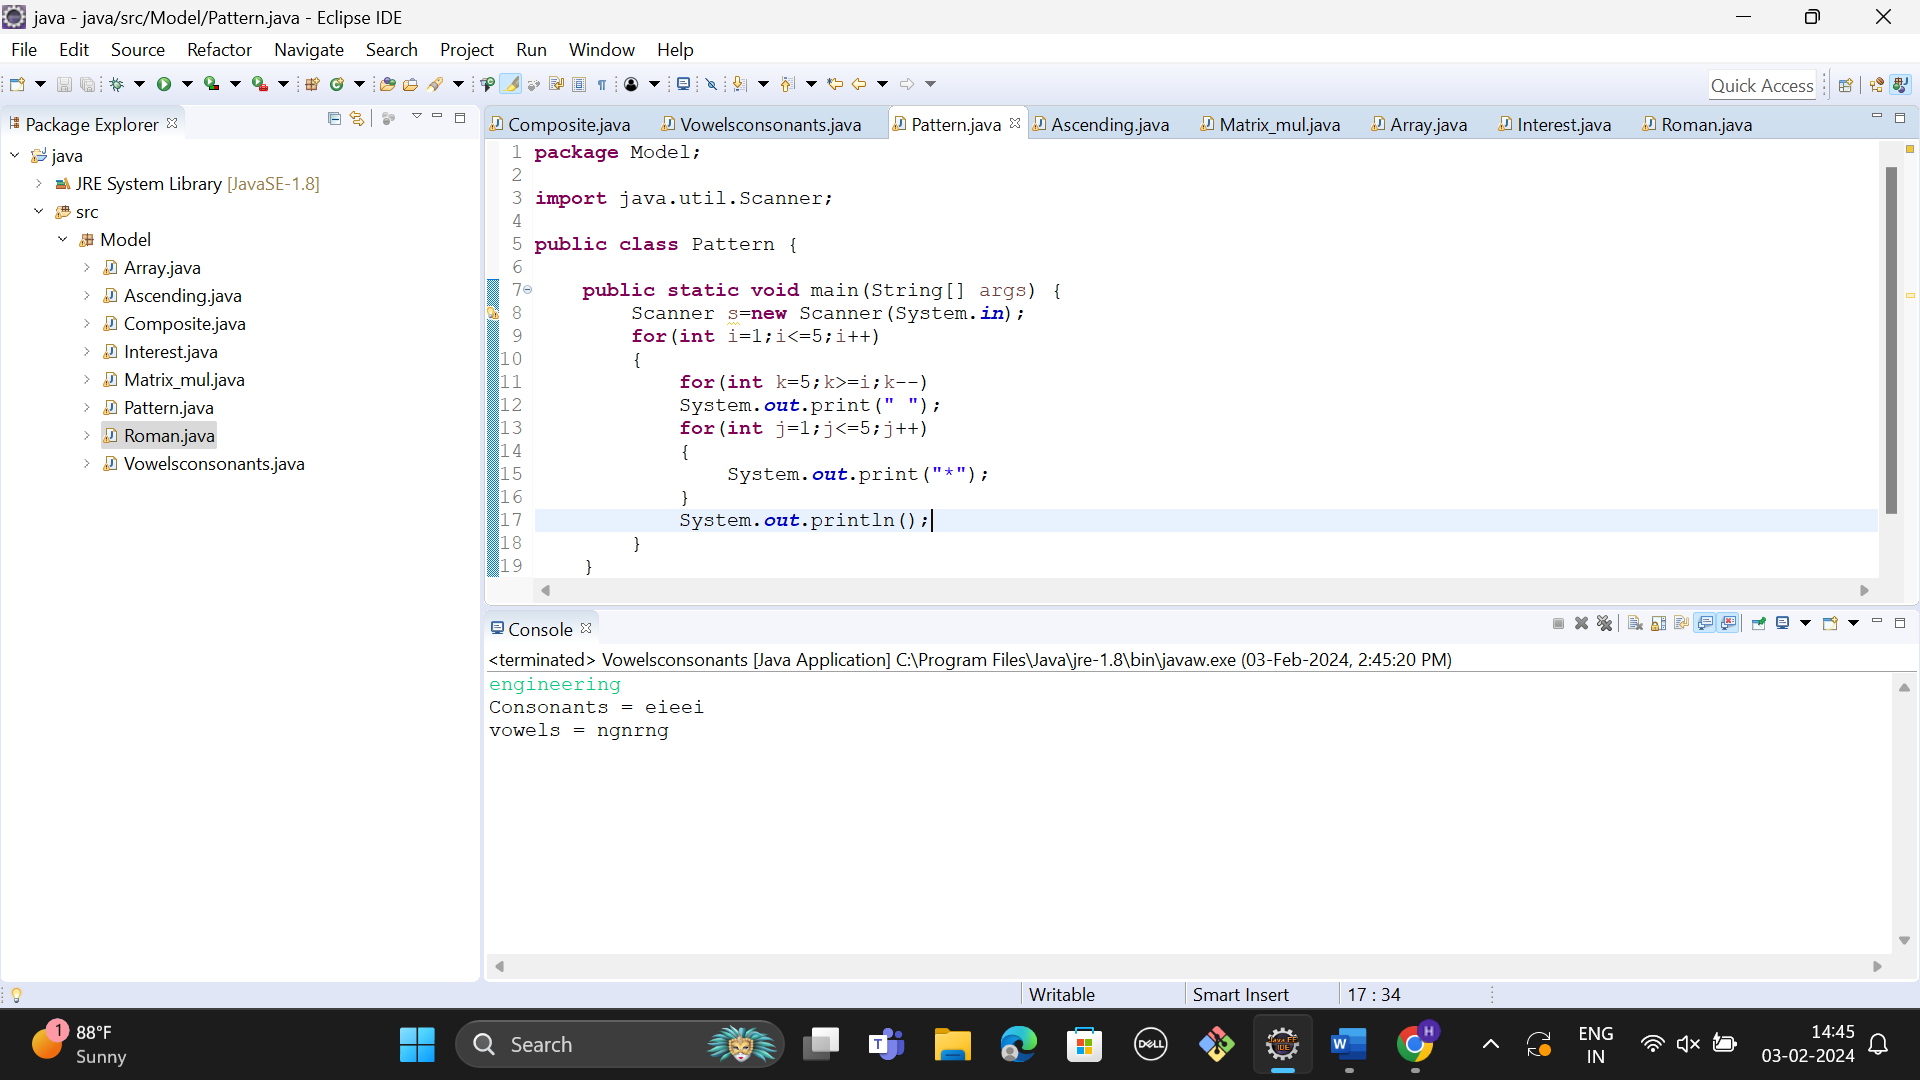 java - java/src/Model/Pattern.java - Eclipse IDE
File Edit Source Refactor Navigate Search Project Run Window Help
Quick Access
Package Explorer
Composite.java Vowelsconsonants.java Pattern.java Ascending.java Matrix_mul.java Array.java Interest.java Roman.java
java
JRE System Library [JavaSE-1.8]
src
Model
Array.java
Ascending.java
Composite.java
Interest.java
Matrix_mul.java
Pattern.java
Roman.java
Vowelsconsonants.java
1 package Model;
2
3 import java.util.Scanner;
4
5 public class Pattern {
6
7 public static void main(String[] args) {
8 Scanner s=new Scanner(System.in);
9 for(int i=1;i<=5;i++)
10 {
11 for(int k=5;k>=i;k--)
12 System.out.print(" ");
13 for(int j=1;j<=5;j++)
14 {
15 System.out.print("*");
16 }
17 System.out.println();
18 }
19 }
Console
<terminated> Vowelsconsonants [Java Application] C:\Program Files\Java\jre-1.8\bin\javaw.exe (03-Feb-2024, 2:45:20 PM)
engineering
Consonants = eieei
vowels = ngnrng
Writable Smart Insert 17 : 34
1 88°F
Sunny
Search
T
DELL
Java EE
IDE
W
H
ENG
IN
14:45
03-02-2024